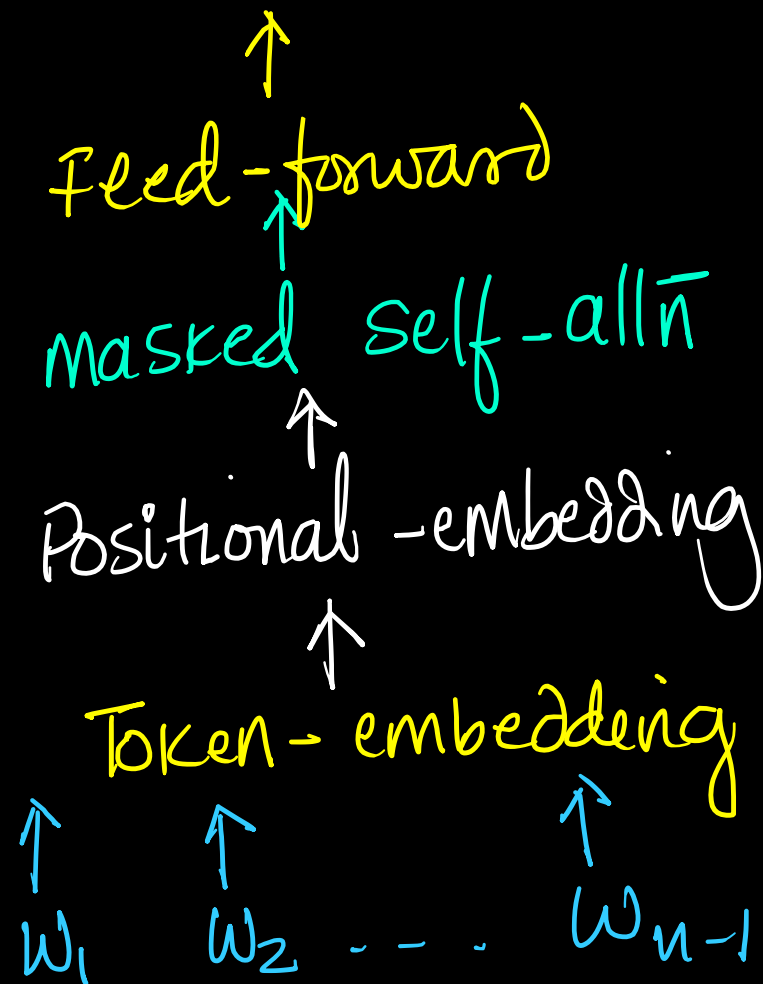 Feed-forward
masked self-attn̄
Positional-embedding
Token-embedding
w₁ w₂ - - - . wₙ₋₁